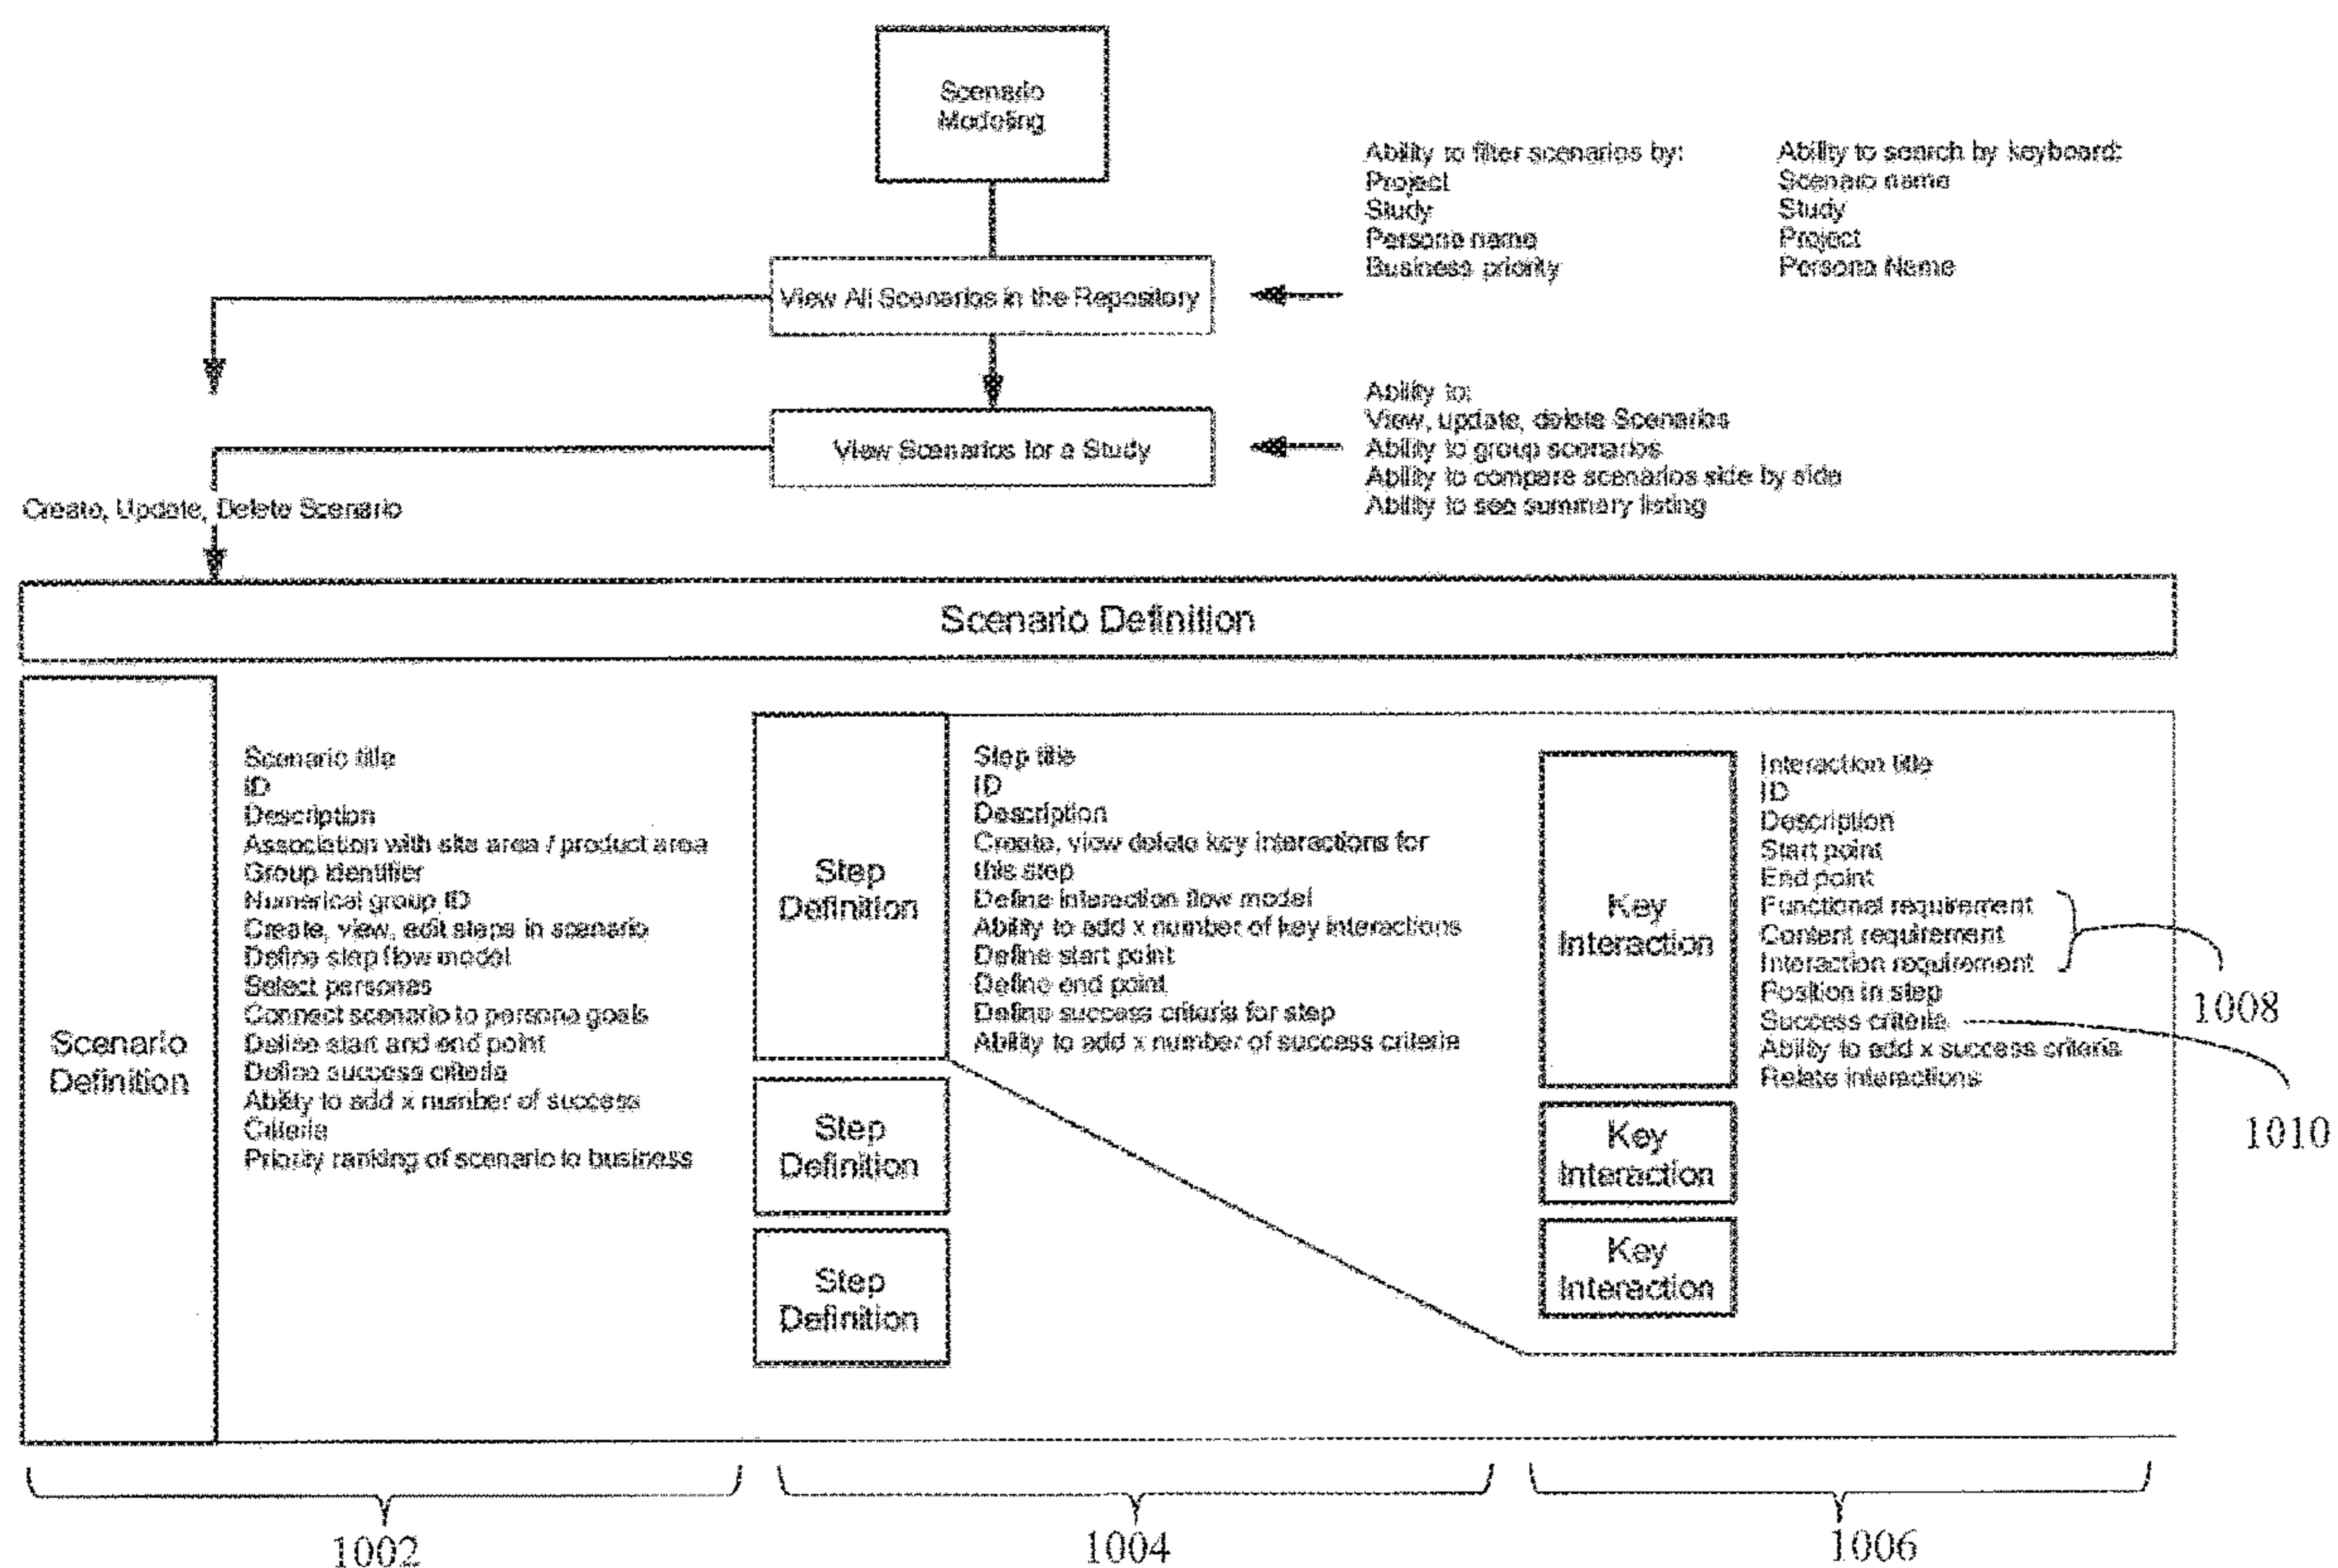 Scenario
Modeling
Ability to filter scenarios by:
Project
Study
Persona name
Business priority
Ability to search by keyboard:
Scenario name
Study
Project
Persona Name
View All Scenarios in the Repository
Ability to:
View, update, delete Scenarios
Ability to group scenarios
Ability to compare scenarios side by side
Ability to see summary listing
View Scenarios for a Study
Create, Update, Delete Scenario
Scenario Definition
Scenario
Definition
Scenario title
ID
Description
Association with site area / product area
Group identifier
Numerical group ID
Create, view, edit steps in scenario
Define step flow model
Select personas
Connect scenario to persona goals
Define start and end point
Define success criteria
Ability to add x number of success
Criteria
Priority ranking of scenario to business
Step
Definition
Step title
ID
Description
Create, view delete key interactions for
this step
Define interaction flow model
Ability to add x number of key interactions
Define start point
Define end point
Define success criteria for step
Ability to add x number of success criteria
Step
Definition
Step
Definition
Key
Interaction
Interaction title
ID
Description
Start point
End point
Functional requirement
Content requirement
Interaction requirement
Position in step
Success criteria
Ability to add x success criteria
Relate interactions
Key
Interaction
Key
Interaction
1008
1010
1002
1004
1006